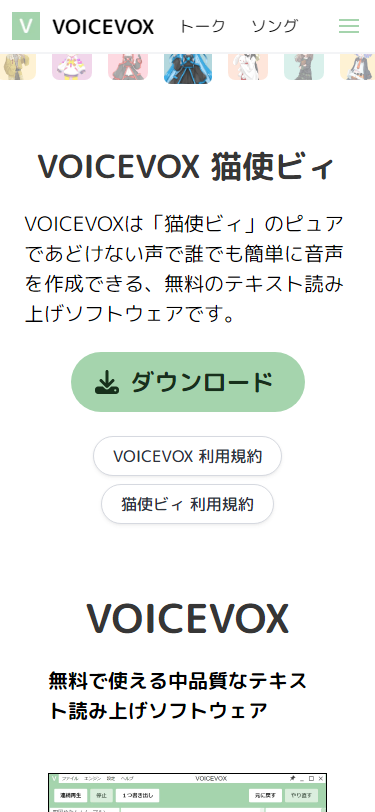 V VOICEVOX トーク ソング
VOICEVOX 猫使ビィ
VOICEVOXは「猫使ビィ」のピュア
であどけない声で誰でも簡単に音声
を作成できる、無料のテキスト読み
上げソフトウェアです。
ダウンロード
VOICEVOX 利用規約
猫使ビィ 利用規約
VOICEVOX
無料で使える中品質なテキス
ト読み上げソフトウェア
V ファイル エンジン 設定 ヘルプ VOICEVOX
連続再生 停止 1つ書き出し 元に戻す やり直す